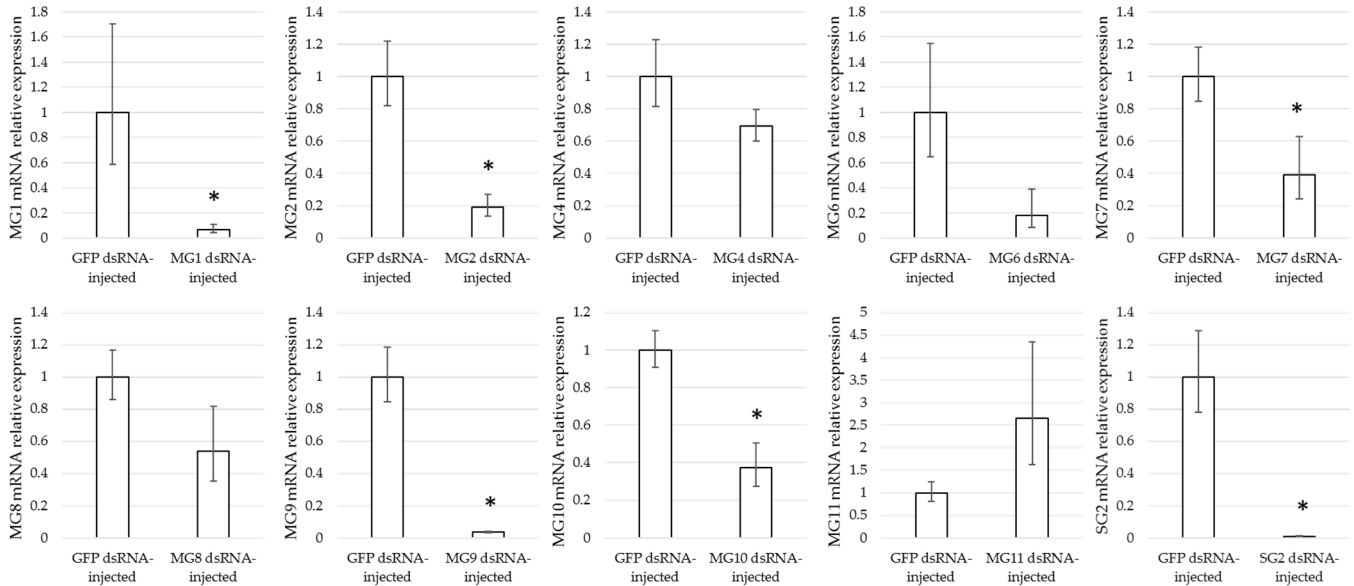 MG1 mRNA relative expression
1.8
1.6
1.4
1.2
1
0.8
0.6
0.4
0.2
0
*
GFP dsRNA-
injected
MG1 dsRNA-
injected
MG2 mRNA relative expression
1.4
1.2
1
0.8
0.6
0.4
0.2
0
*
GFP dsRNA-
injected
MG2 dsRNA-
injected
MG4 mRNA relative expression
1.4
1.2
1
0.8
0.6
0.4
0.2
0
GFP dsRNA-
injected
MG4 dsRNA-
injected
MG6 mRNA relative expression
1.8
1.6
1.4
1.2
1
0.8
0.6
0.4
0.2
0
GFP dsRNA-
injected
MG6 dsRNA-
injected
MG7 mRNA relative expression
1.4
1.2
1
0.8
0.6
0.4
0.2
0
*
GFP dsRNA-
injected
MG7 dsRNA-
injected
MG8 mRNA relative expression
1.4
1.2
1
0.8
0.6
0.4
0.2
0
GFP dsRNA-
injected
MG8 dsRNA-
injected
MG9 mRNA relative expression
1.4
1.2
1
0.8
0.6
0.4
0.2
0
*
GFP dsRNA-
injected
MG9 dsRNA-
injected
MG10 mRNA relative expression
1.2
1
0.8
0.6
0.4
0.2
0
*
GFP dsRNA-
injected
MG10 dsRNA-
injected
MG11 mRNA relative expression
5
4.5
4
3.5
3
2.5
2
1.5
1
0.5
0
GFP dsRNA-
injected
MG11 dsRNA-
injected
SG2 mRNA relative expression
1.4
1.2
1
0.8
0.6
0.4
0.2
0
*
GFP dsRNA-
injected
SG2 dsRNA-
injected